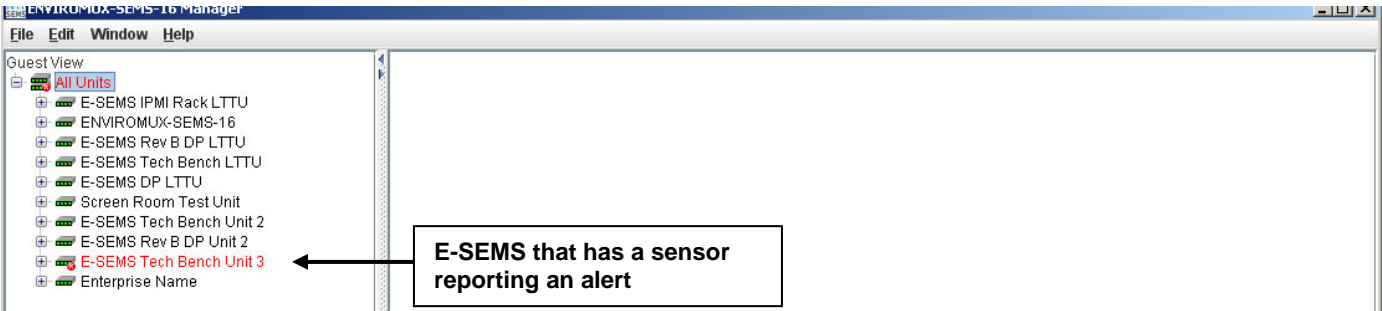 SEMS ENVIROMUX-SEMS-16 Manager
File Edit Window Help
Guest View
All Units
E-SEMS IPMI Rack LTTU
ENVIROMUX-SEMS-16
E-SEMS Rev B DP LTTU
E-SEMS Tech Bench LTTU
E-SEMS DP LTTU
Screen Room Test Unit
E-SEMS Tech Bench Unit 2
E-SEMS Rev B DP Unit 2
E-SEMS Tech Bench Unit 3
Enterprise Name
E-SEMS that has a sensor
reporting an alert